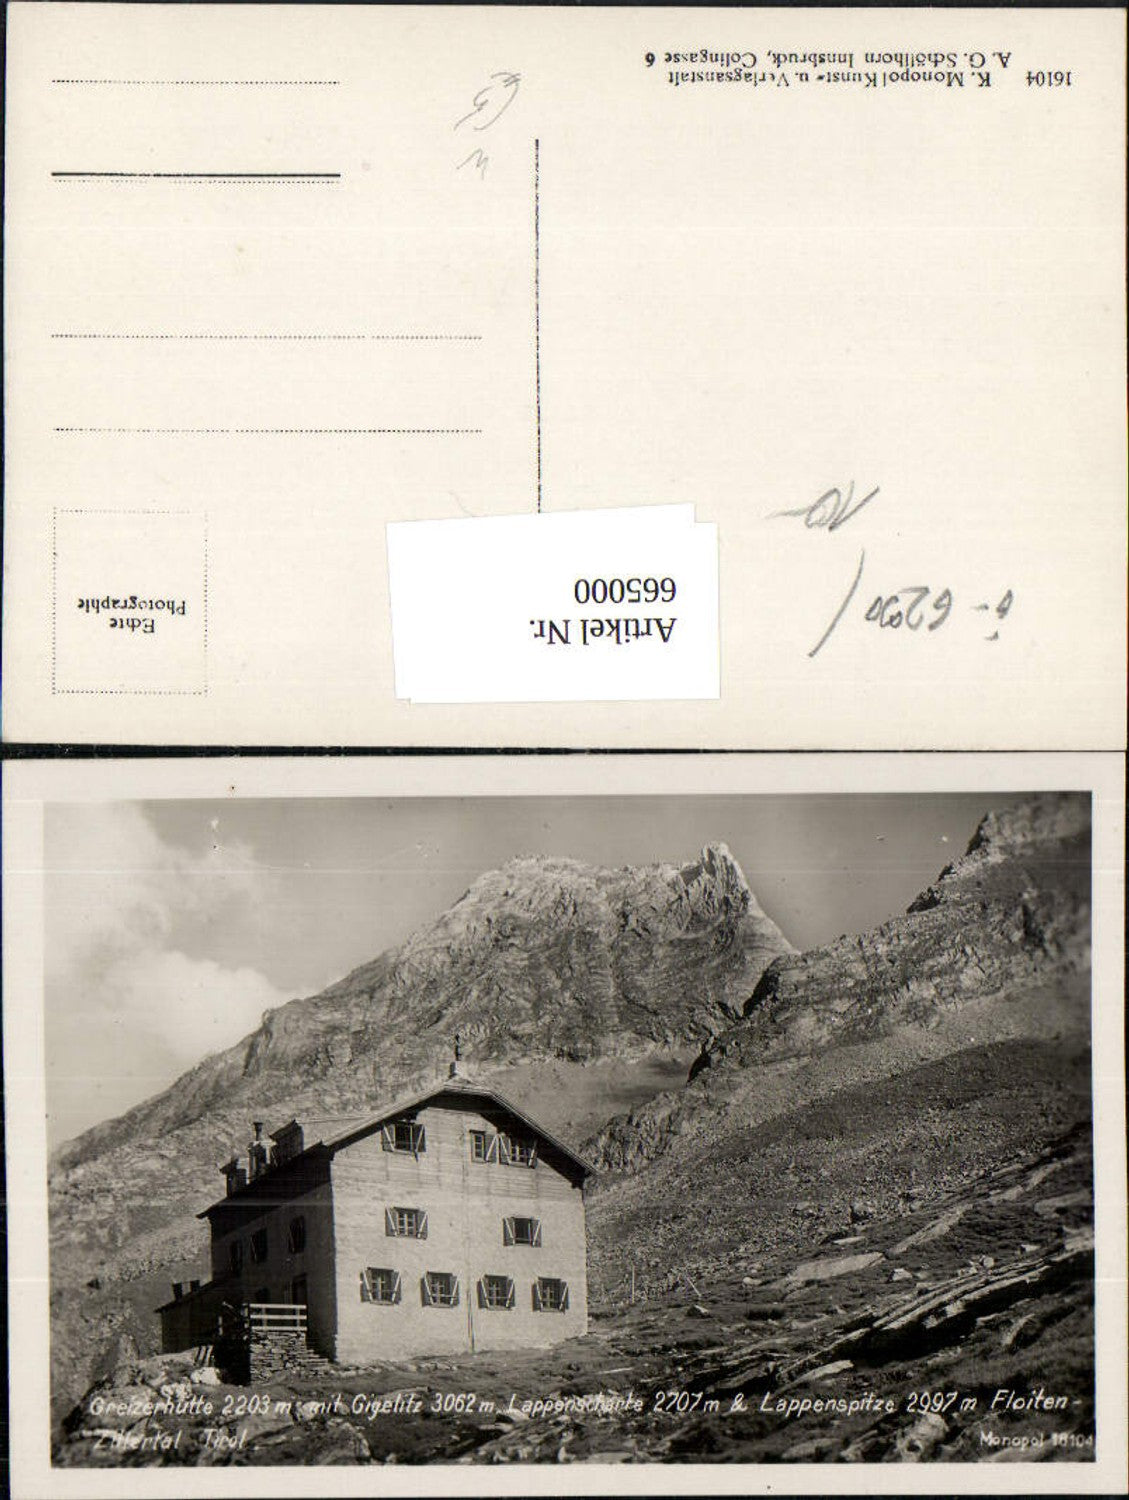 16104 K. Monopol Kunst- u. Verlagsanstalt
A. G. Schöllhorn Innsbruck, Colingasse 6
Artikel Nr.
665000
Echte
Photographie
Greizerhütte 2203 m mit Gigelitz 3062 m, Lappenscharte 2707 m & Lappenspitze 2997 m Floiten-
Zillertal Tirol
Monopol 16104